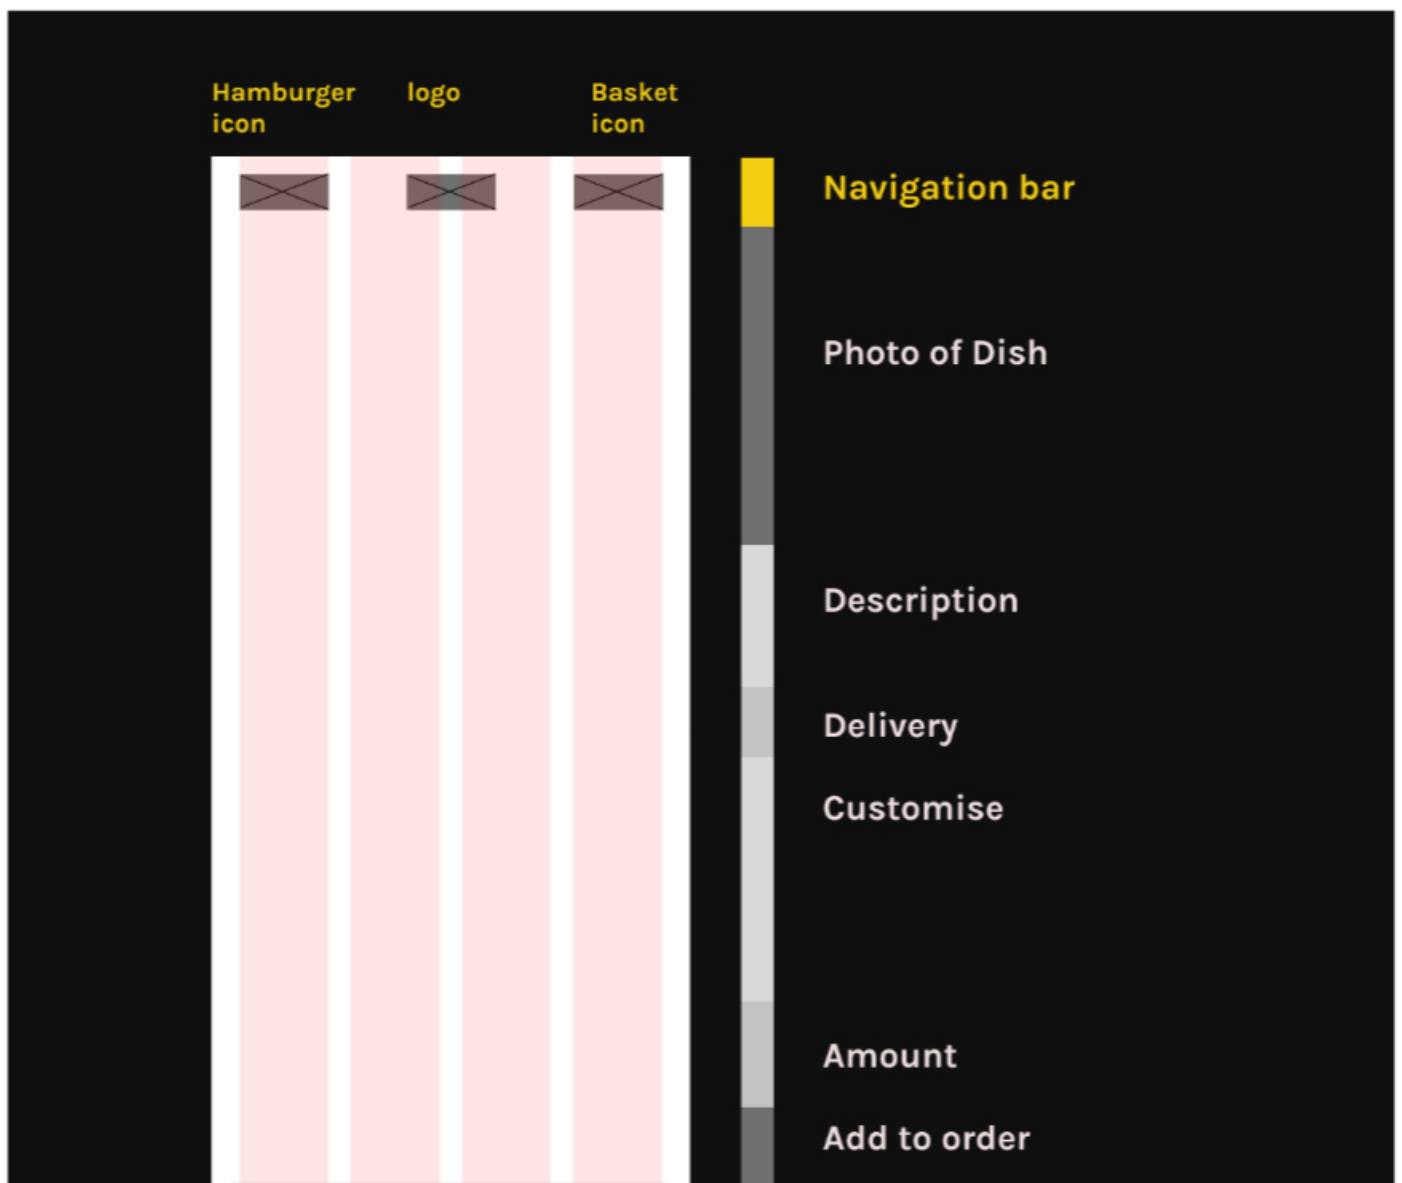 Hamburger
icon
logo
Basket
icon
Navigation bar
Photo of Dish
Description
Delivery
Customise
Amount
Add to order